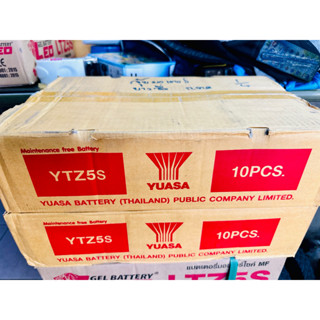 Maintenance free Battery
YTZ5S
YUASA
10PCS.
YUASA BATTERY (THAILAND) PUBLIC COMPANY LIMITED.
Maintenance free Battery
YTZ5S
YUASA
10PCS.
YUASA BATTERY (THAILAND) PUBLIC COMPANY LIMITED.
GEL BATTERY
LTZ5S